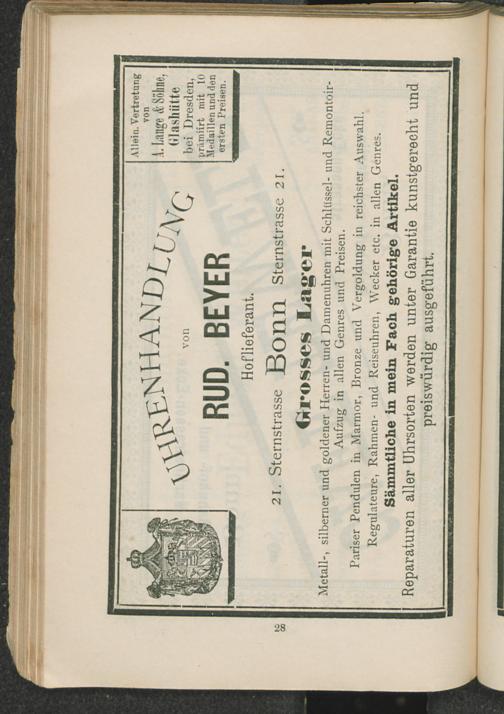 Allein. Vertretung
von
A. Lange & Söhne,
Glashütte
bei Dresden,
prämiirt mit 10
Medaillen und den
ersten Preisen.
UHRENHANDLUNG
von
RUD. BEYER
Hoflieferant.
21. Sternstrasse Bonn Sternstrasse 21.
Grosses Lager
Metall-, silberner und goldener Herren- und Damenuhren mit Schlüssel- und Remontoir-
Aufzug in allen Genres und Preisen.
Pariser Pendulen in Marmor, Bronze und Vergoldung in reichster Auswahl.
Regulateure, Rahmen- und Reiseuhren, Wecker etc. in allen Genres.
Sämmtliche in mein Fach gehörige Artikel.
Reparaturen aller Uhrsorten werden unter Garantie kunstgerecht und
preiswürdig ausgeführt.
28